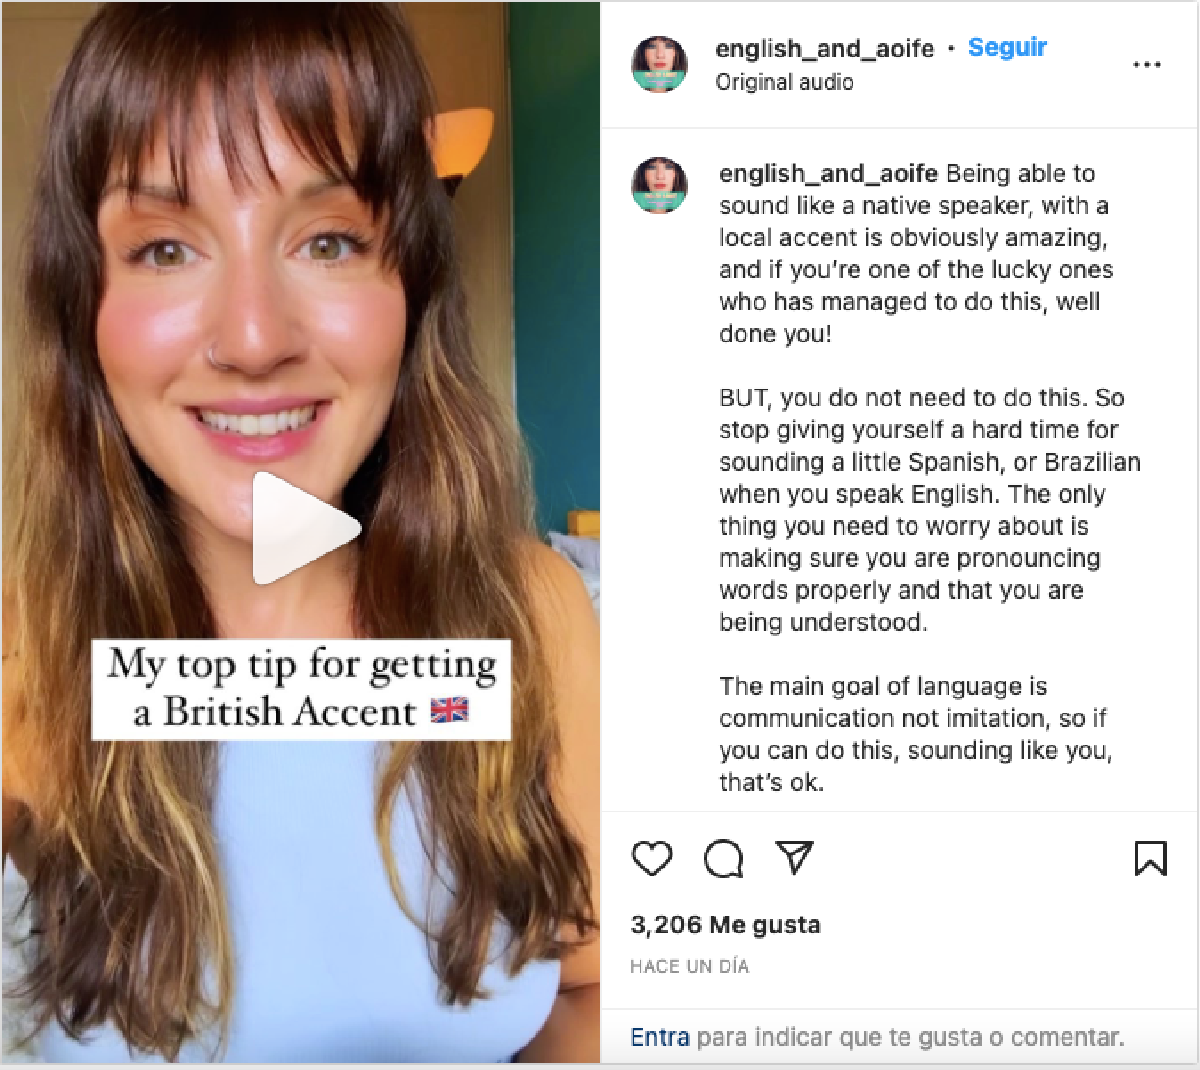 My top tip for getting
a British Accent 🇬🇧
english_and_aoife • Seguir
Original audio
english_and_aoife Being able to
sound like a native speaker, with a
local accent is obviously amazing,
and if you’re one of the lucky ones
who has managed to do this, well
done you!
BUT, you do not need to do this. So
stop giving yourself a hard time for
sounding a little Spanish, or Brazilian
when you speak English. The only
thing you need to worry about is
making sure you are pronouncing
words properly and that you are
being understood.
The main goal of language is
communication not imitation, so if
you can do this, sounding like you,
that’s ok.
3,206 Me gusta
HACE UN DÍA
Entra para indicar que te gusta o comentar.